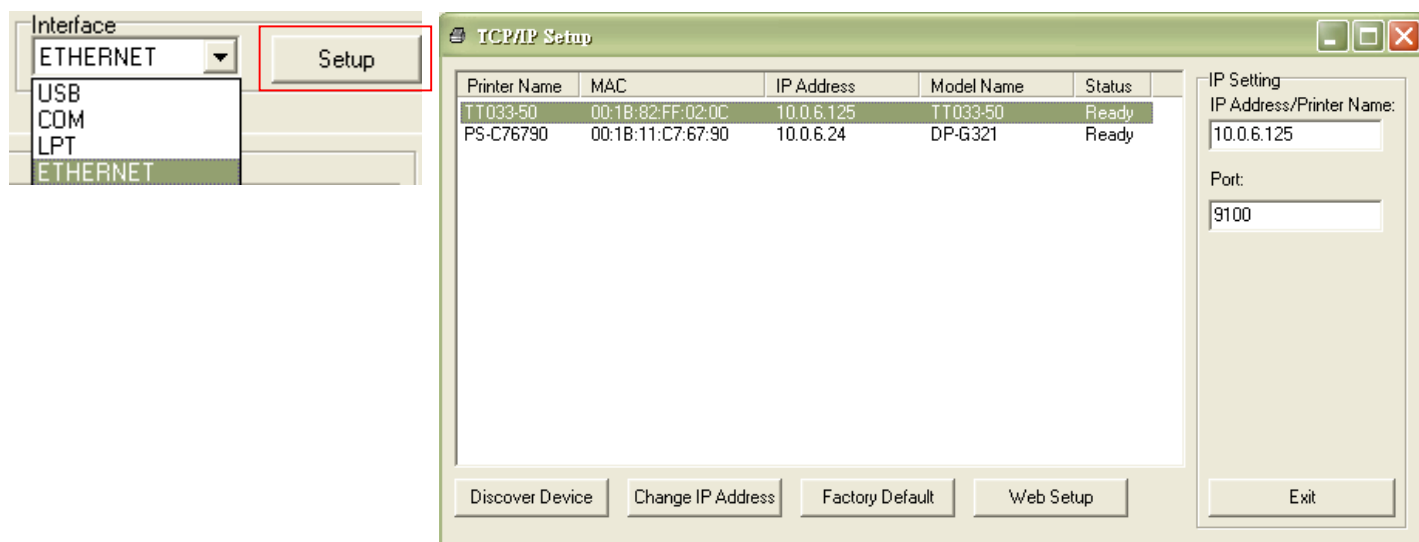 Interface
ETHERNET
Setup
USB
COM
LPT
ETHERNET
TCP/IP Setup
Printer Name MAC IP Address Model Name Status
TT033-50 00:1B:82:FF:02:0C 10.0.6.125 TT033-50 Ready
PS-C76790 00:1B:11:C7:67:90 10.0.6.24 DP-G321 Ready
IP Setting
IP Address/Printer Name:
10.0.6.125
Port:
9100
Discover Device Change IP Address Factory Default Web Setup Exit